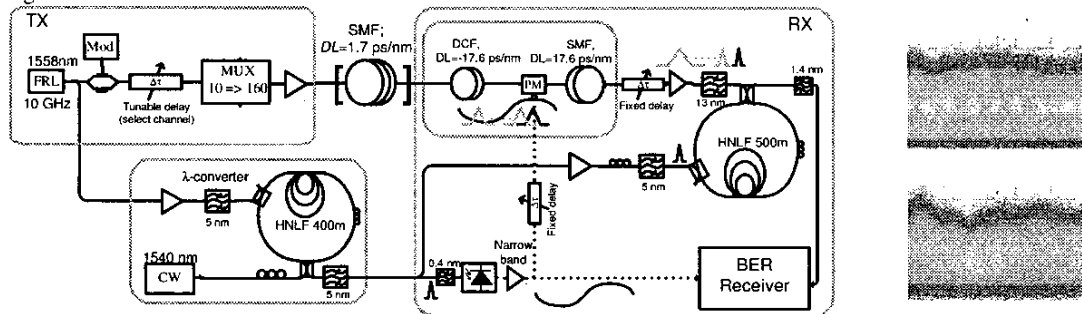 TX
RX
Mod
1558nm
FRL
10 GHz
Δτ
Tunable delay
(select channel)
MUX
10 => 160
SMF;
DL=1.7 ps/nm
DCF,
DL=-17.6 ps/nm
SMF;
DL=17.6 ps/nm
PM
Δτ
Fixed delay
13 nm
1.4 nm
HNLF 500m
5 nm
λ-converter
5 nm
HNLF 400m
1540 nm
CW
5 nm
0.4 nm
Narrow
band
Δτ
Fixed delay
BER
Receiver